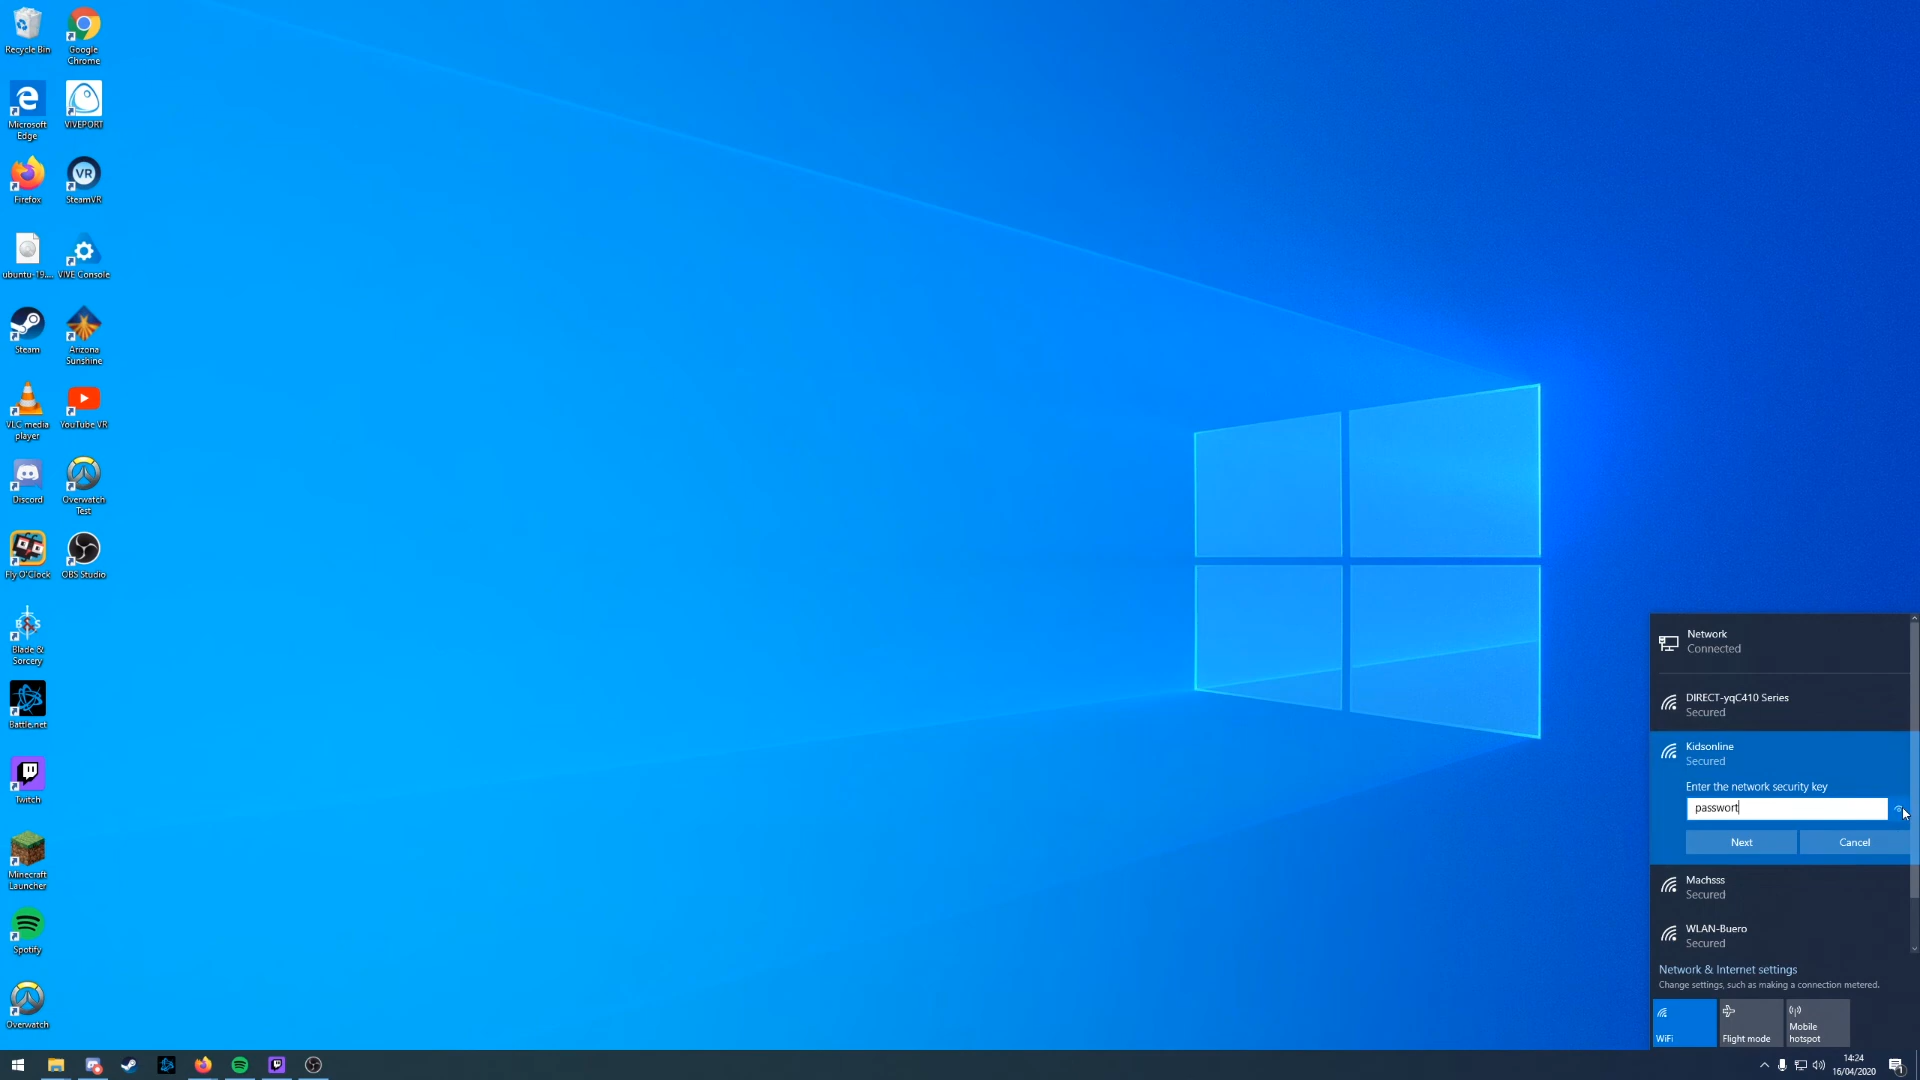 Recycle Bin
Google
Chrome
Microsoft
Edge
VIVEPORT
Firefox
VR
SteamVR
ubuntu-19....
VIVE Console
Steam
Arizona
Sunshine
VLC media
player
YouTube VR
Discord
Overwatch
Test
Fly O'Clock
OBS Studio
B&S
Blade &
Sorcery
Battle.net
Twitch
Minecraft
Launcher
Spotify
Overwatch
Network
Connected
DIRECT-yqC410 Series
Secured
Kidsonline
Secured
Enter the network security key
passwort
Next
Cancel
Machsss
Secured
WLAN-Buero
Secured
Network & Internet settings
Change settings, such as making a connection metered.
WiFi
Flight mode
Mobile
hotspot
14:24
16/04/2020
1